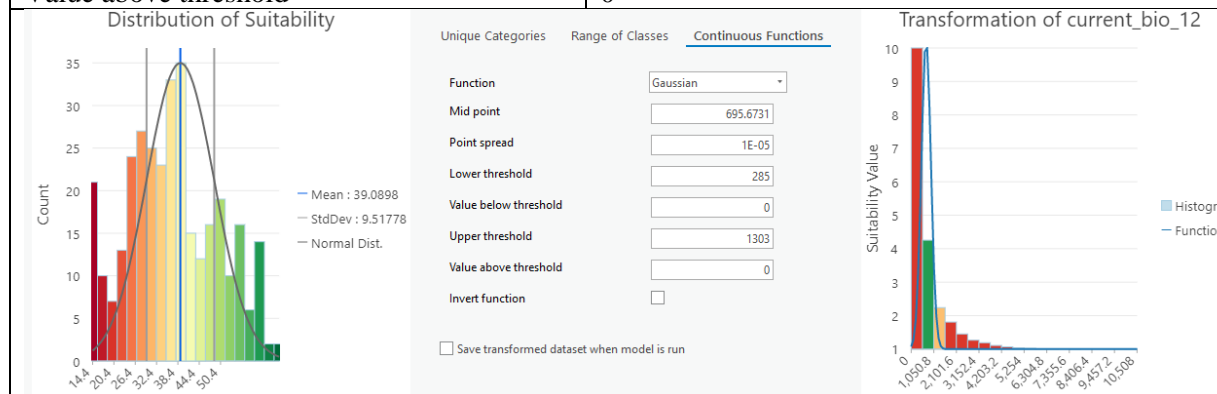 Value above threshold 0
Distribution of Suitability
35
30
25
20
15
10
5
0
Count
14.4
20.4
26.4
32.4
38.4
44.4
50.4
Mean : 39.0898
StdDev : 9.51778
Normal Dist.
Unique Categories Range of Classes Continuous Functions
Function Gaussian
Mid point 695.6731
Point spread 1E-05
Lower threshold 285
Value below threshold 0
Upper threshold 1303
Value above threshold 0
Invert function
Save transformed dataset when model is run
Transformation of current_bio_12
10
9
8
7
6
5
4
3
2
1
Suitability Value
0
1,050.8
2,101.6
3,152.4
4,203.2
5,254
6,304.8
7,355.6
8,406.4
9,457.2
10,508
Histogr
Functio